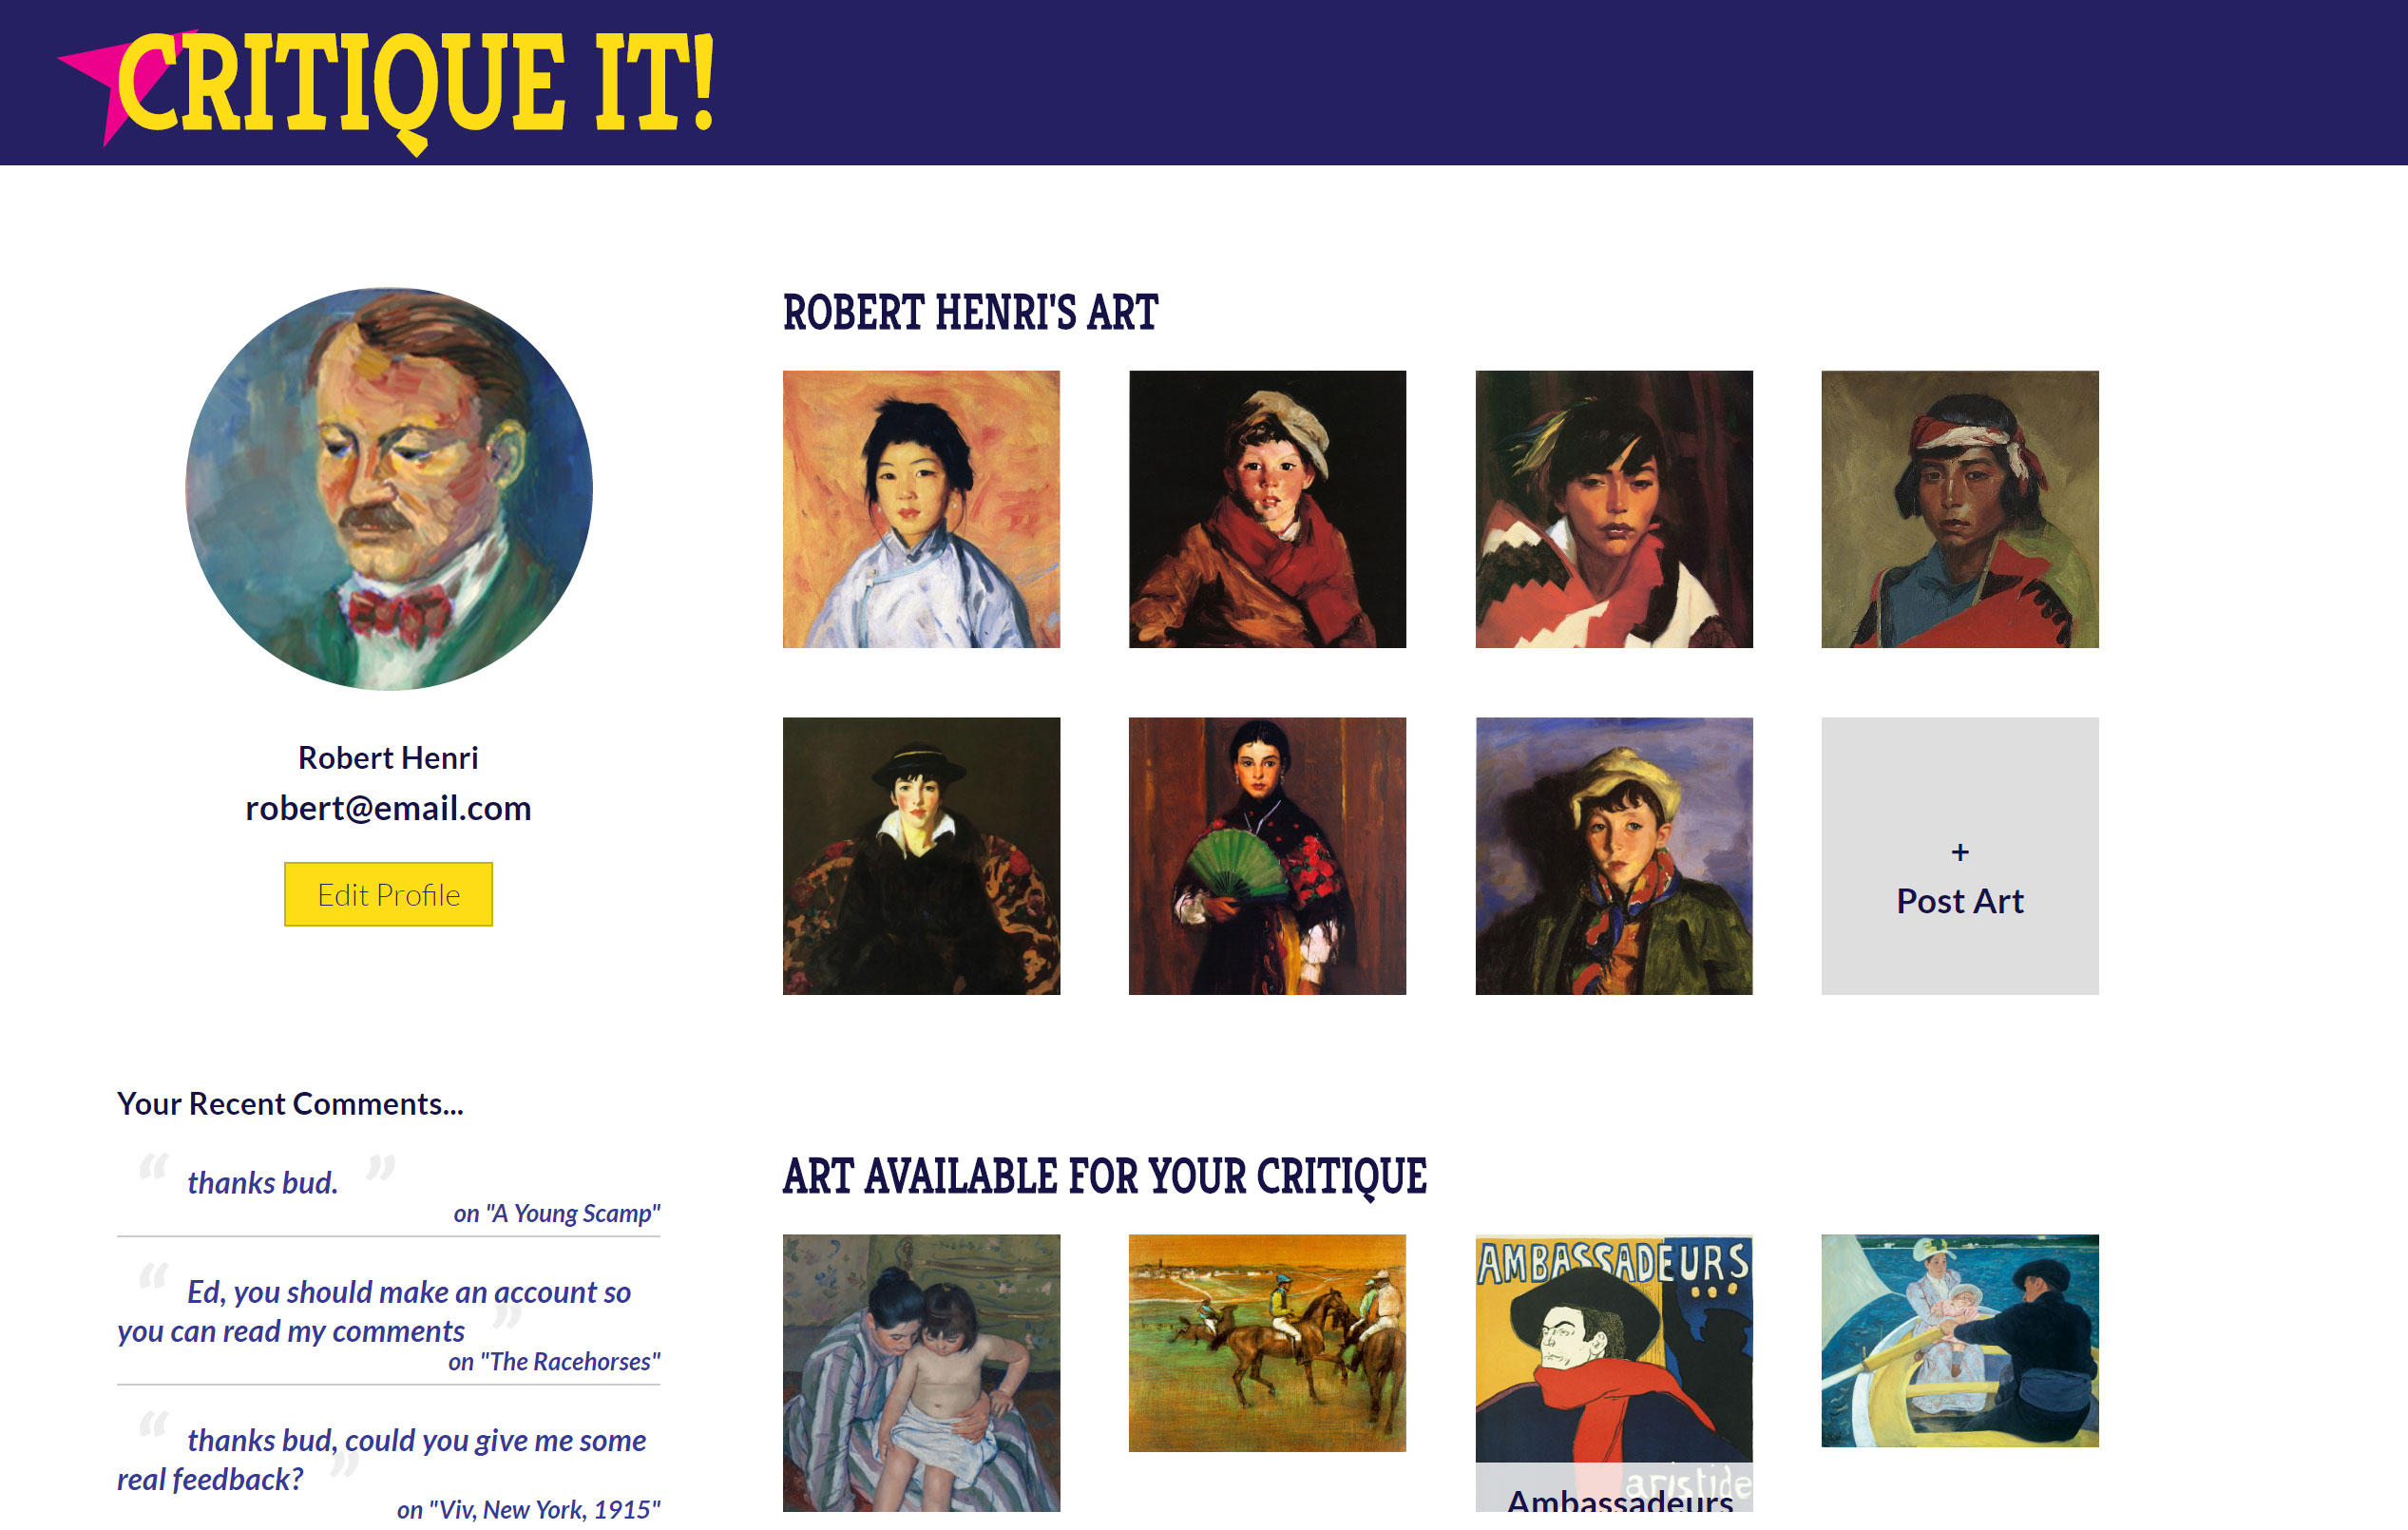 CRITIQUE IT!
ROBERT HENRI'S ART
Robert Henri
robert@email.com
Edit Profile
+
Post Art
Your Recent Comments...
“ thanks bud. ”
on "A Young Scamp"
“ Ed, you should make an account so
you can read my comments ”
on "The Racehorses"
“ thanks bud, could you give me some
real feedback? ”
on "Viv, New York, 1915"
ART AVAILABLE FOR YOUR CRITIQUE
AMBASSADEURS
aristide
Ambassadeurs